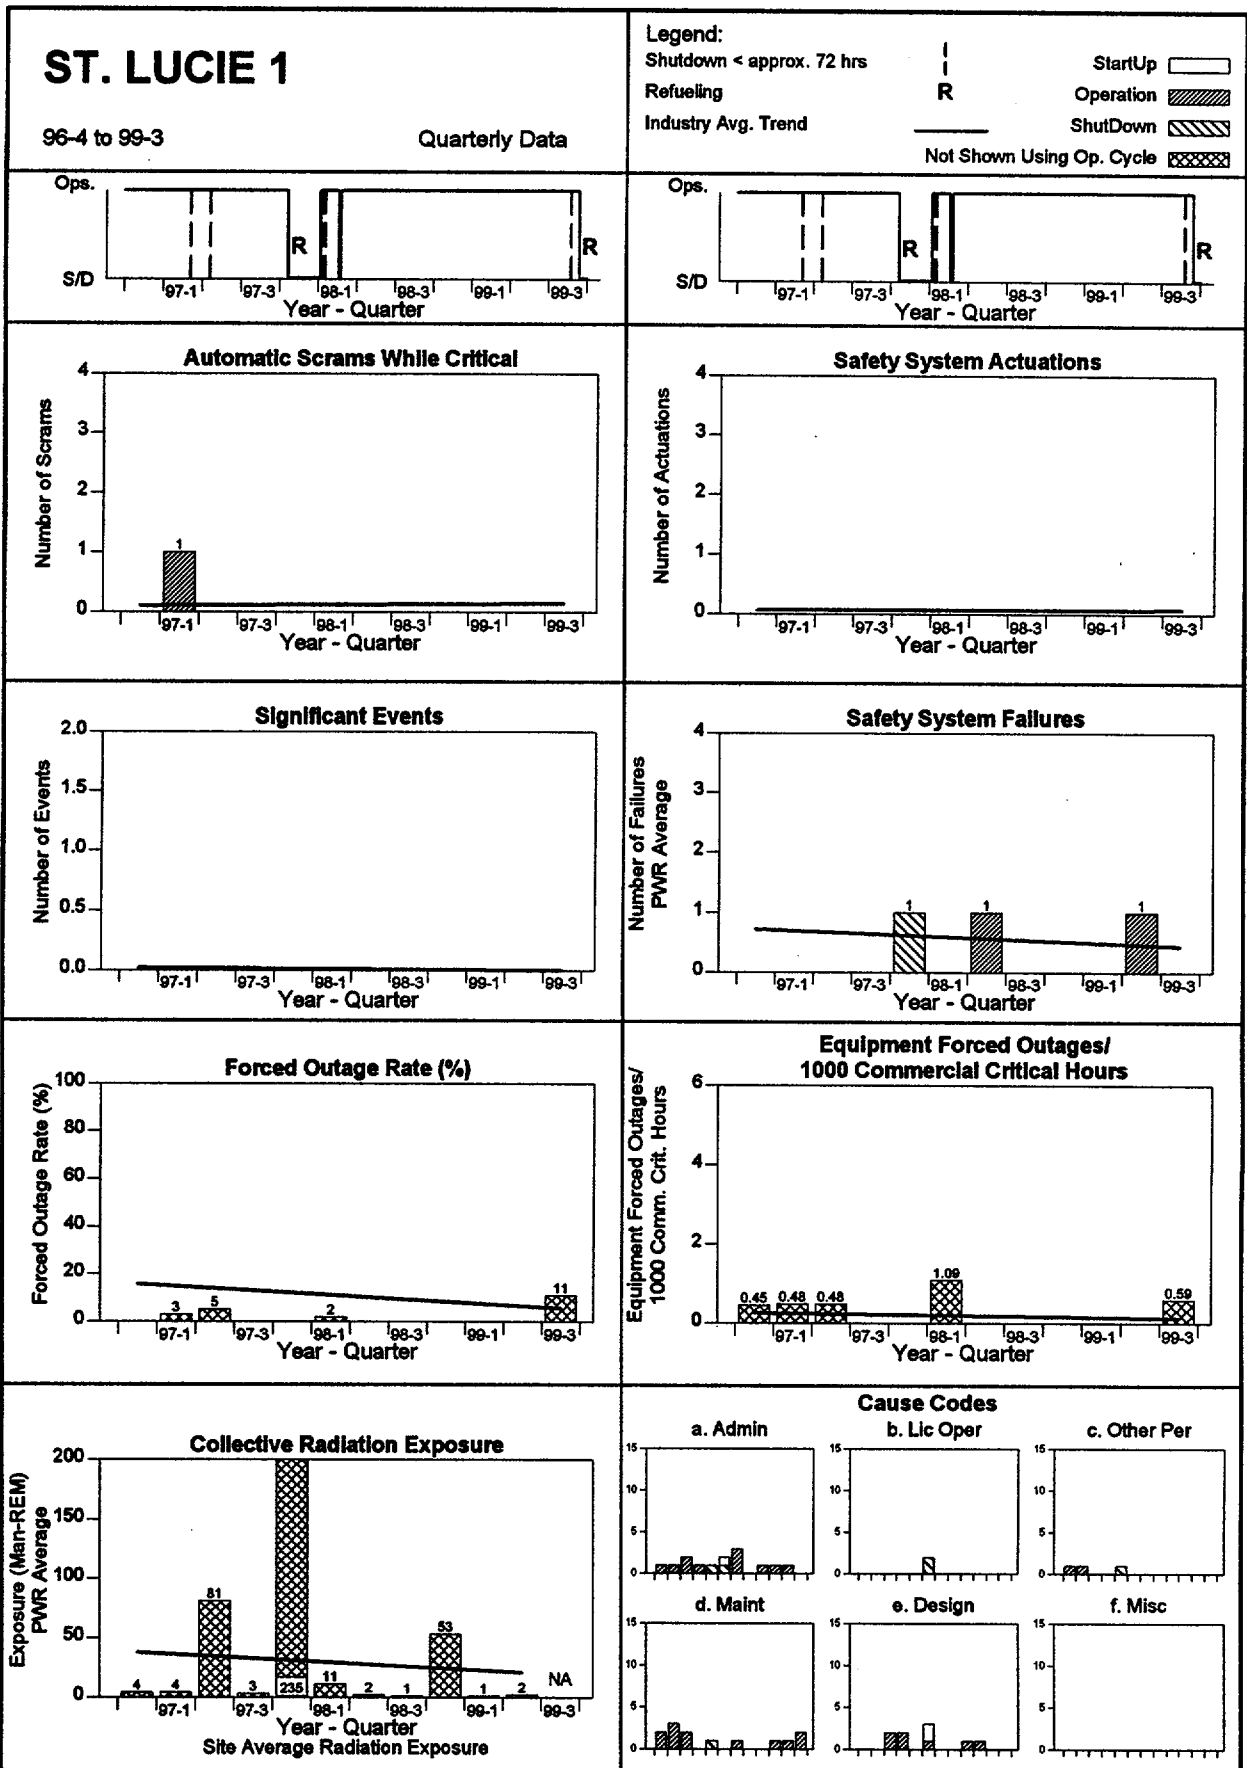 ST. LUCIE 1
96-4 to 99-3 Quarterly Data
Legend:
Shutdown < approx. 72 hrs
Refueling R
Industry Avg. Trend
StartUp
Operation
ShutDown
Not Shown Using Op. Cycle
Ops.
R R
S/D
97-1 97-3 98-1 98-3 99-1 99-3
Year - Quarter
Ops.
R R
S/D
97-1 97-3 98-1 98-3 99-1 99-3
Year - Quarter
Automatic Scrams While Critical
Number of Scrams
4
3
2
1
0
1
97-1 97-3 98-1 98-3 99-1 99-3
Year - Quarter
Safety System Actuations
Number of Actuations
4
3
2
1
0
97-1 97-3 98-1 98-3 99-1 99-3
Year - Quarter
Significant Events
Number of Events
2.0
1.5
1.0
0.5
0.0
97-1 97-3 98-1 98-3 99-1 99-3
Year - Quarter
Safety System Failures
Number of Failures
PWR Average
4
3
2
1
0
1 1 1
97-1 97-3 98-1 98-3 99-1 99-3
Year - Quarter
Forced Outage Rate (%)
Forced Outage Rate (%)
100
80
60
40
20
0
3 5 2 11
97-1 97-3 98-1 98-3 99-1 99-3
Year - Quarter
Equipment Forced Outages/
1000 Commercial Critical Hours
Equipment Forced Outages/
1000 Comm. Crit. Hours
6
4
2
0
0.45 0.48 0.48 1.09 0.59
97-1 97-3 98-1 98-3 99-1 99-3
Year - Quarter
Collective Radiation Exposure
Exposure (Man-REM)
PWR Average
200
150
100
50
0
4 4 81 3 235 11 2 1 53 1 2 NA
97-1 97-3 98-1 98-3 99-1 99-3
Year - Quarter
Site Average Radiation Exposure
Cause Codes
a. Admin
15
10
5
0
b. Lic Oper
15
10
5
0
c. Other Per
15
10
5
0
d. Maint
15
10
5
0
e. Design
15
10
5
0
f. Misc
15
10
5
0